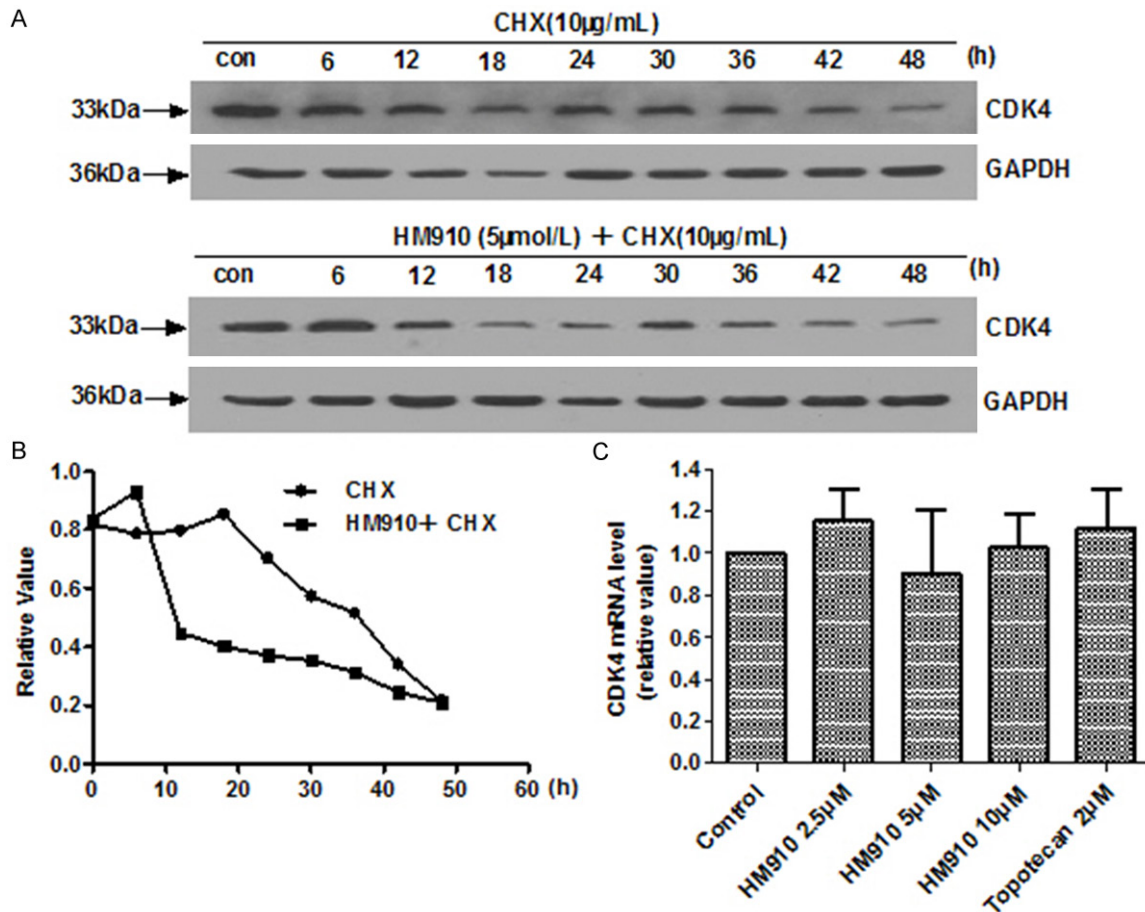 A
CHX(10µg/mL)
con 6 12 18 24 30 36 42 48 (h)
33kDa CDK4
36kDa GAPDH
HM910 (5µmol/L) + CHX(10µg/mL)
con 6 12 18 24 30 36 42 48 (h)
33kDa CDK4
36kDa GAPDH
B
Relative Value
1.0
0.8
0.6
0.4
0.2
0.0
0 10 20 30 40 50 60 (h)
CHX
HM910+ CHX
C
CDK4 mRNA level
(relative value)
1.4
1.2
1.0
0.8
0.6
0.4
0.2
0.0
Control
HM910 2.5µM
HM910 5µM
HM910 10µM
Topotecan 2µM